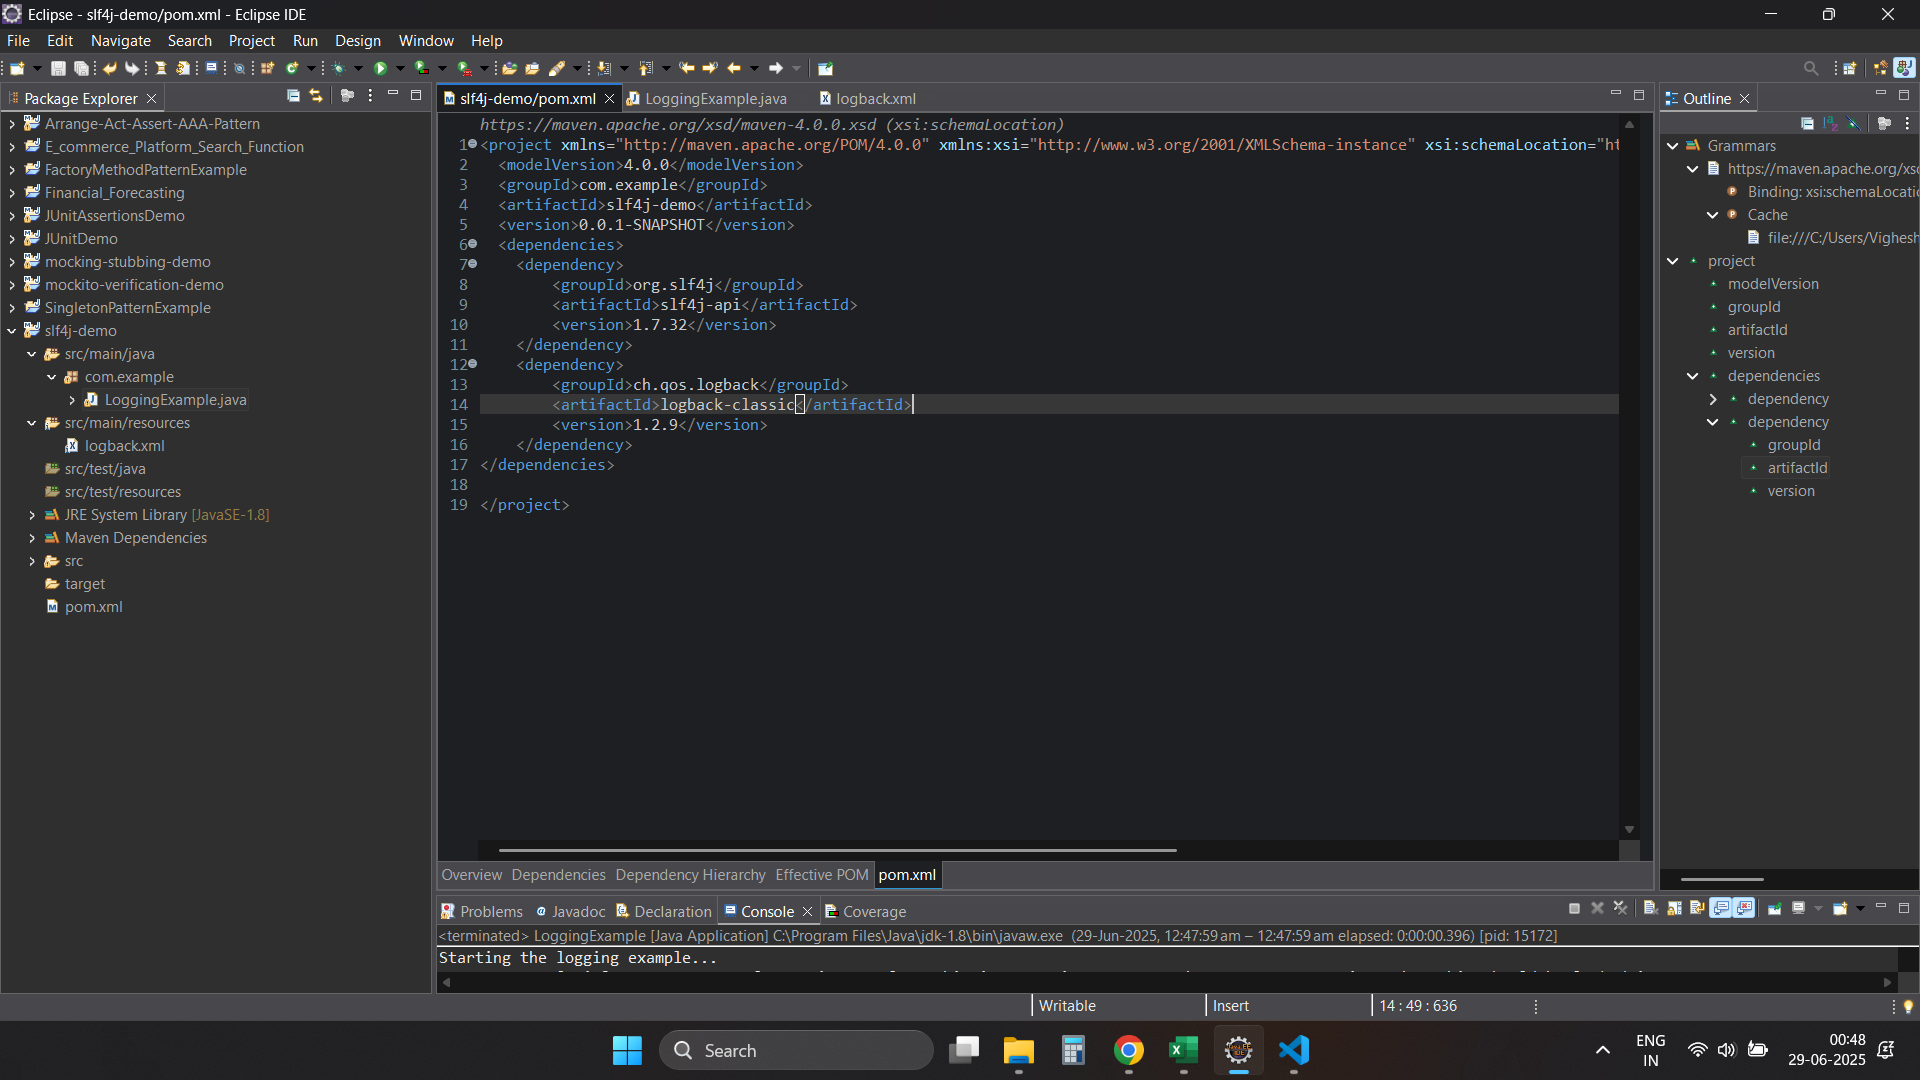 Eclipse - slf4j-demo/pom.xml - Eclipse IDE
File Edit Navigate Search Project Run Design Window Help
Package Explorer
Arrange-Act-Assert-AAA-Pattern
E_commerce_Platform_Search_Function
FactoryMethodPatternExample
Financial_Forecasting
JUnitAssertionsDemo
JUnitDemo
mocking-stubbing-demo
mockito-verification-demo
SingletonPatternExample
slf4j-demo
src/main/java
com.example
LoggingExample.java
src/main/resources
logback.xml
src/test/java
src/test/resources
JRE System Library [JavaSE-1.8]
Maven Dependencies
src
target
pom.xml
slf4j-demo/pom.xml LoggingExample.java logback.xml
https://maven.apache.org/xsd/maven-4.0.0.xsd (xsi:schemaLocation)
1 <project xmlns="http://maven.apache.org/POM/4.0.0" xmlns:xsi="http://www.w3.org/2001/XMLSchema-instance" xsi:schemaLocation="ht
2 <modelVersion>4.0.0</modelVersion>
3 <groupId>com.example</groupId>
4 <artifactId>slf4j-demo</artifactId>
5 <version>0.0.1-SNAPSHOT</version>
6 <dependencies>
7 <dependency>
8 <groupId>org.slf4j</groupId>
9 <artifactId>slf4j-api</artifactId>
10 <version>1.7.32</version>
11 </dependency>
12 <dependency>
13 <groupId>ch.qos.logback</groupId>
14 <artifactId>logback-classic</artifactId>
15 <version>1.2.9</version>
16 </dependency>
17 </dependencies>
18
19 </project>
Overview Dependencies Dependency Hierarchy Effective POM pom.xml
Outline
Grammars
https://maven.apache.org/xsd
Binding: xsi:schemaLocatio
Cache
file:///C:/Users/Vighesh
project
modelVersion
groupId
artifactId
version
dependencies
dependency
dependency
groupId
artifactId
version
Problems Javadoc Declaration Console Coverage
<terminated> LoggingExample [Java Application] C:\Program Files\Java\jdk-1.8\bin\javaw.exe (29-Jun-2025, 12:47:59 am – 12:47:59 am elapsed: 0:00:00.396) [pid: 15172]
Starting the logging example...
Writable Insert 14 : 49 : 636
Search
ENG
IN
00:48
29-06-2025